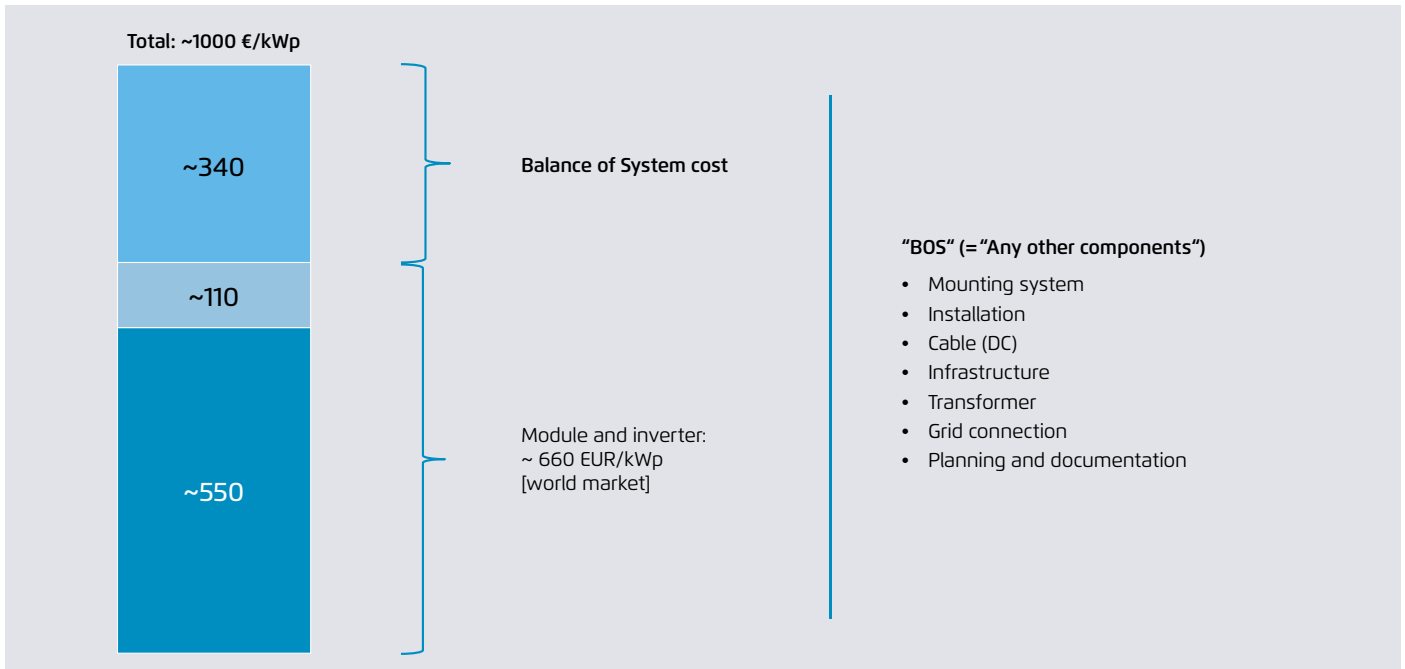 Total: ~1000 €/kWp
~340
~110
~550
Balance of System cost
Module and inverter:
~ 660 EUR/kWp
[world market]
“BOS“ (= “Any other components“)
• Mounting system
• Installation
• Cable (DC)
• Infrastructure
• Transformer
• Grid connection
• Planning and documentation